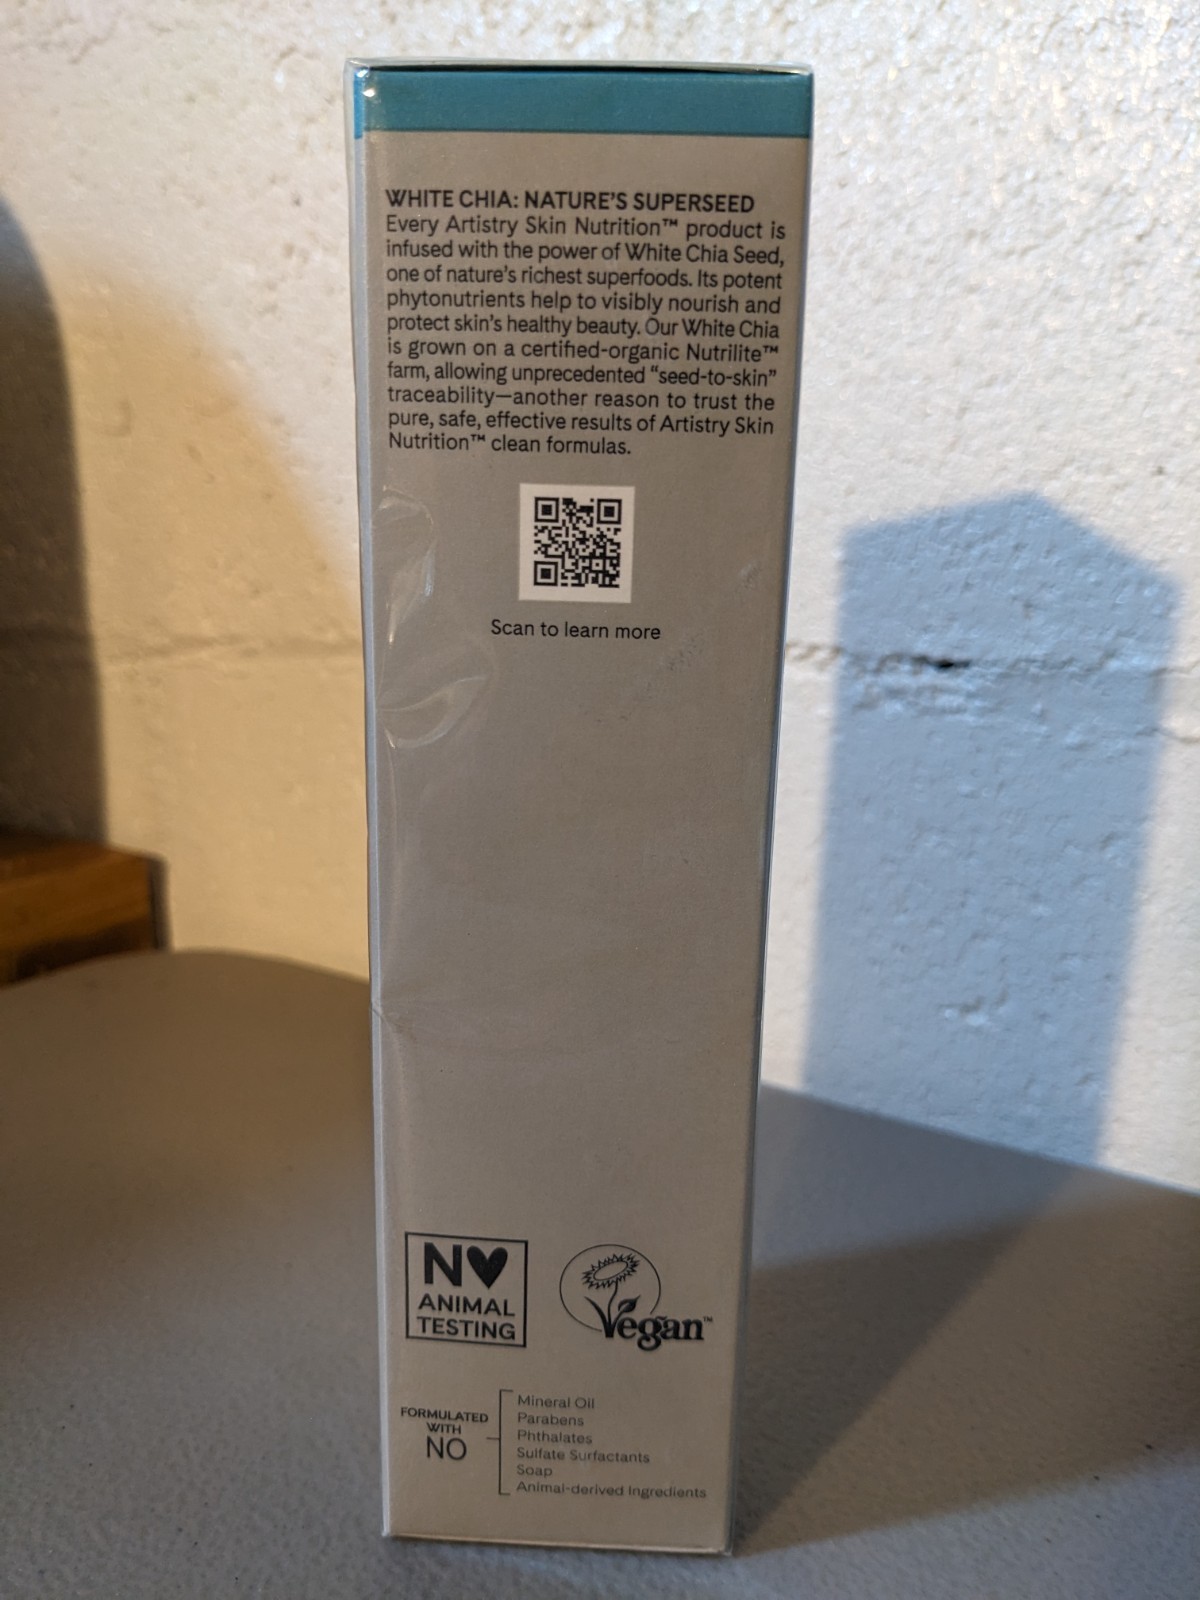 WHITE CHIA: NATURE'S SUPERSEED
Every Artistry Skin Nutrition™ product is
infused with the power of White Chia Seed,
one of nature's richest superfoods. Its potent
phytonutrients help to visibly nourish and
protect skin's healthy beauty. Our White Chia
is grown on a certified-organic Nutrilite™
farm, allowing unprecedented “seed-to-skin”
traceability—another reason to trust the
pure, safe, effective results of Artistry Skin
Nutrition™ clean formulas.
Scan to learn more
N♥
ANIMAL
TESTING
Vegan™
FORMULATED
WITH
NO
Mineral Oil
Parabens
Phthalates
Sulfate Surfactants
Soap
Animal-derived Ingredients